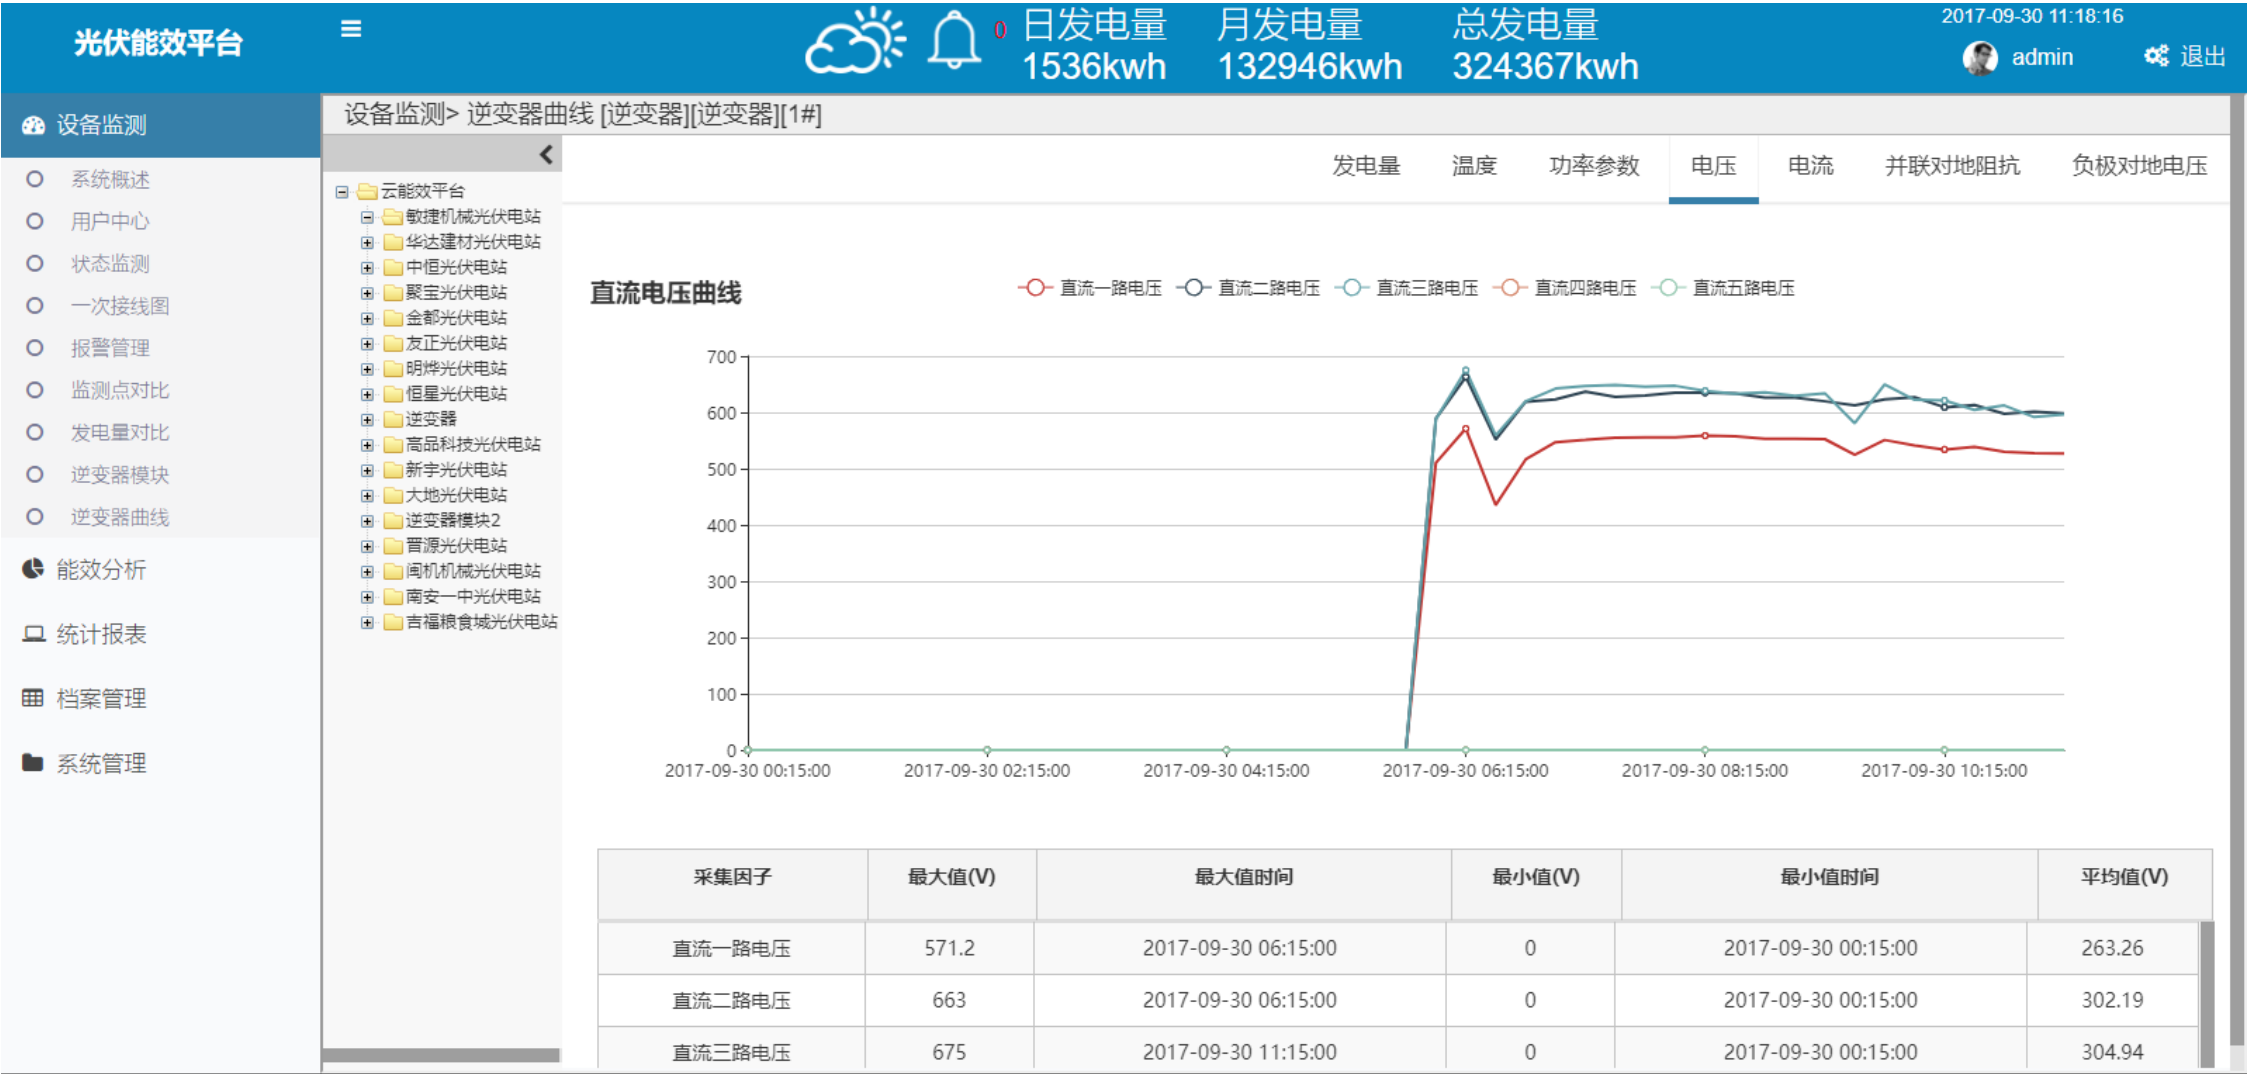 光伏能效平台
0
日发电量
1536kwh
月发电量
132946kwh
总发电量
324367kwh
2017-09-30 11:18:16
admin
退出
设备监测
系统概述
用户中心
状态监测
一次接线图
报警管理
监测点对比
发电量对比
逆变器模块
逆变器曲线
能效分析
统计报表
档案管理
系统管理
设备监测> 逆变器曲线 [逆变器][逆变器][1#]
云能效平台
敏捷机械光伏电站
华达建材光伏电站
中恒光伏电站
聚宝光伏电站
金都光伏电站
友正光伏电站
明烨光伏电站
恒星光伏电站
逆变器
高品科技光伏电站
新宇光伏电站
大地光伏电站
逆变器模块2
晋源光伏电站
闽机机械光伏电站
南安一中光伏电站
吉福粮食城光伏电站
发电量 温度 功率参数 电压 电流 并联对地阻抗 负极对地电压
直流电压曲线
直流一路电压 直流二路电压 直流三路电压 直流四路电压 直流五路电压
700
600
500
400
300
200
100
0
2017-09-30 00:15:00 2017-09-30 02:15:00 2017-09-30 04:15:00 2017-09-30 06:15:00 2017-09-30 08:15:00 2017-09-30 10:15:00
采集因子 最大值(V) 最大值时间 最小值(V) 最小值时间 平均值(V)
直流一路电压 571.2 2017-09-30 06:15:00 0 2017-09-30 00:15:00 263.26
直流二路电压 663 2017-09-30 06:15:00 0 2017-09-30 00:15:00 302.19
直流三路电压 675 2017-09-30 11:15:00 0 2017-09-30 00:15:00 304.94